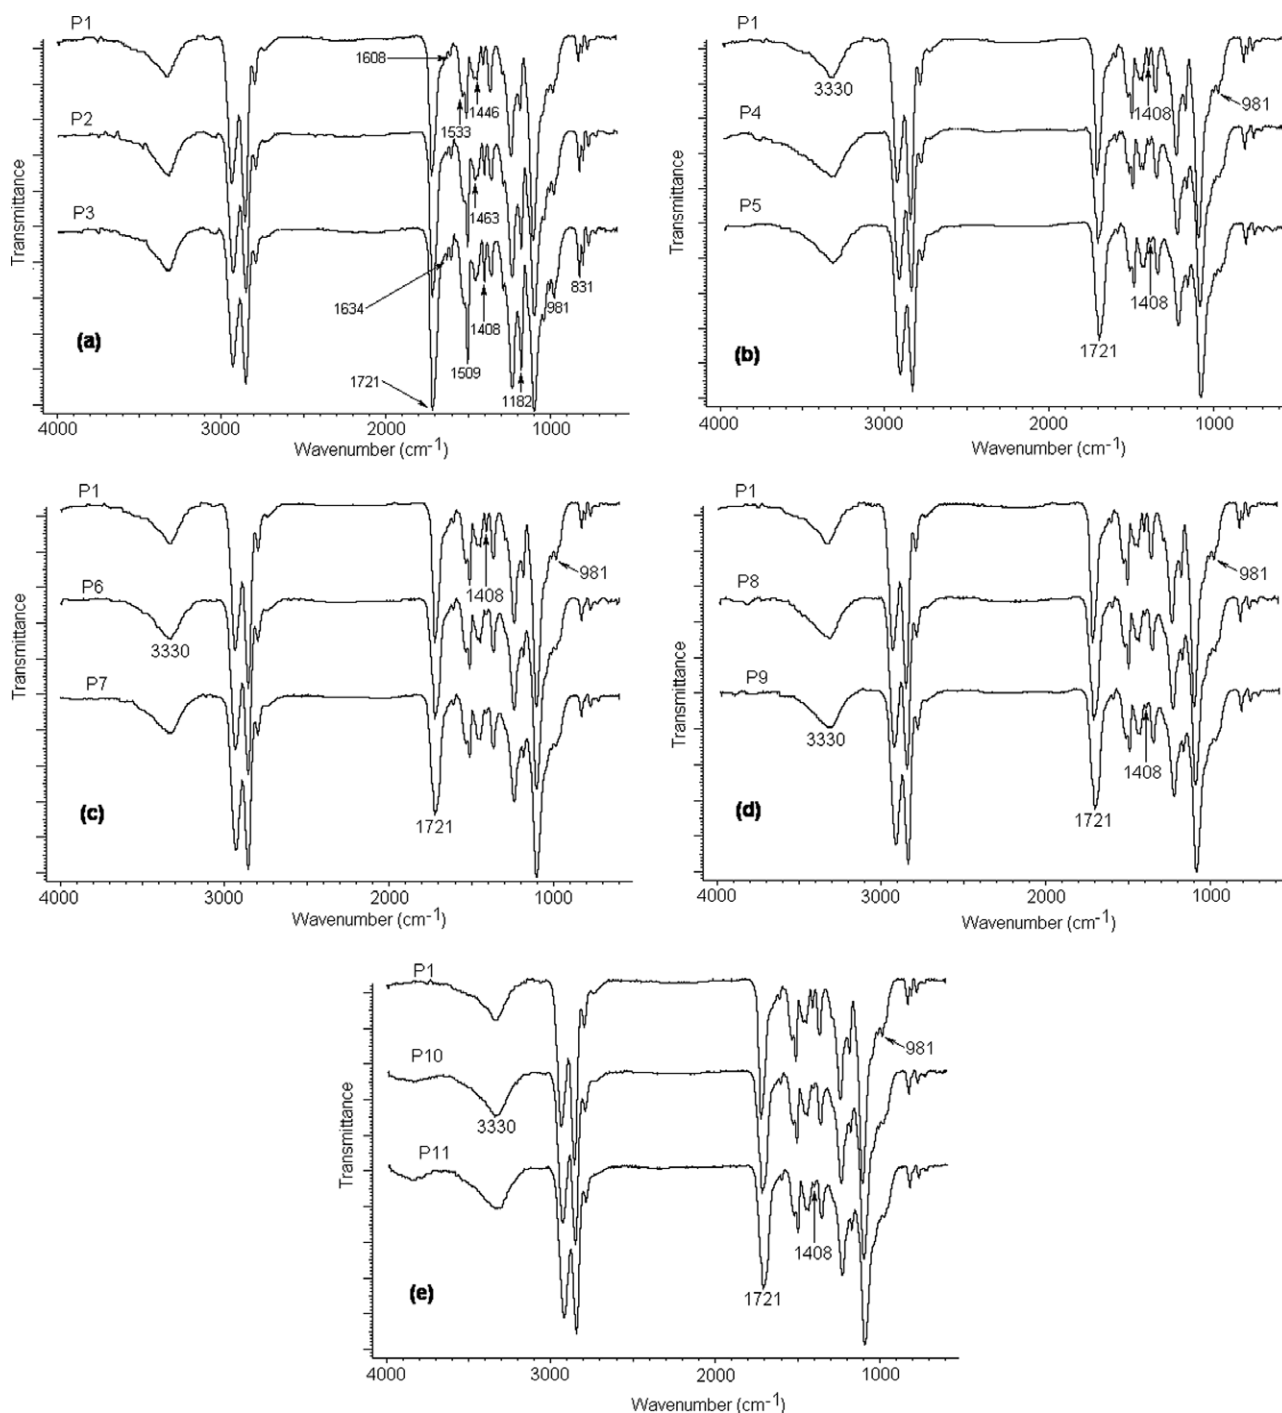 P1
1608
1446
1533
P2
1463
P3
1634
1408
981
831
1509
1721
1182
(a)
Transmittance
4000 3000 2000 1000
Wavenumber (cm-1)
P1
3330
1408
981
P4
P5
1408
1721
(b)
Transmittance
4000 3000 2000 1000
Wavenumber (cm-1)
P1
981
1408
P6
3330
P7
1721
(c)
Transmittance
4000 3000 2000 1000
Wavenumber (cm-1)
P1
981
P8
P9
3330
1408
1721
(d)
Transmittance
4000 3000 2000 1000
Wavenumber (cm-1)
P1
981
P10
3330
P11
1408
1721
(e)
Transmittance
4000 3000 2000 1000
Wavenumber (cm-1)